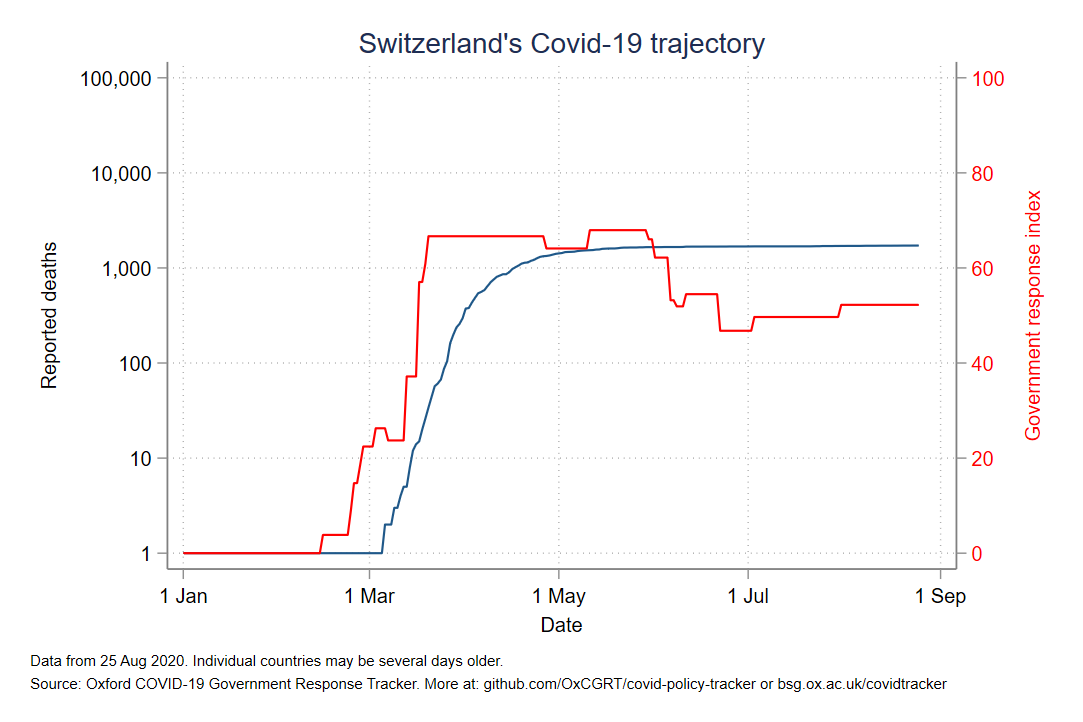 Switzerland's Covid-19 trajectory
100,000
10,000
1,000
100
10
1
Reported deaths
100
80
60
40
20
0
Government response index
1 Jan
1 Mar
1 May
1 Jul
1 Sep
Date
Data from 25 Aug 2020. Individual countries may be several days older.
Source: Oxford COVID-19 Government Response Tracker. More at: github.com/OxCGRT/covid-policy-tracker or bsg.ox.ac.uk/covidtracker